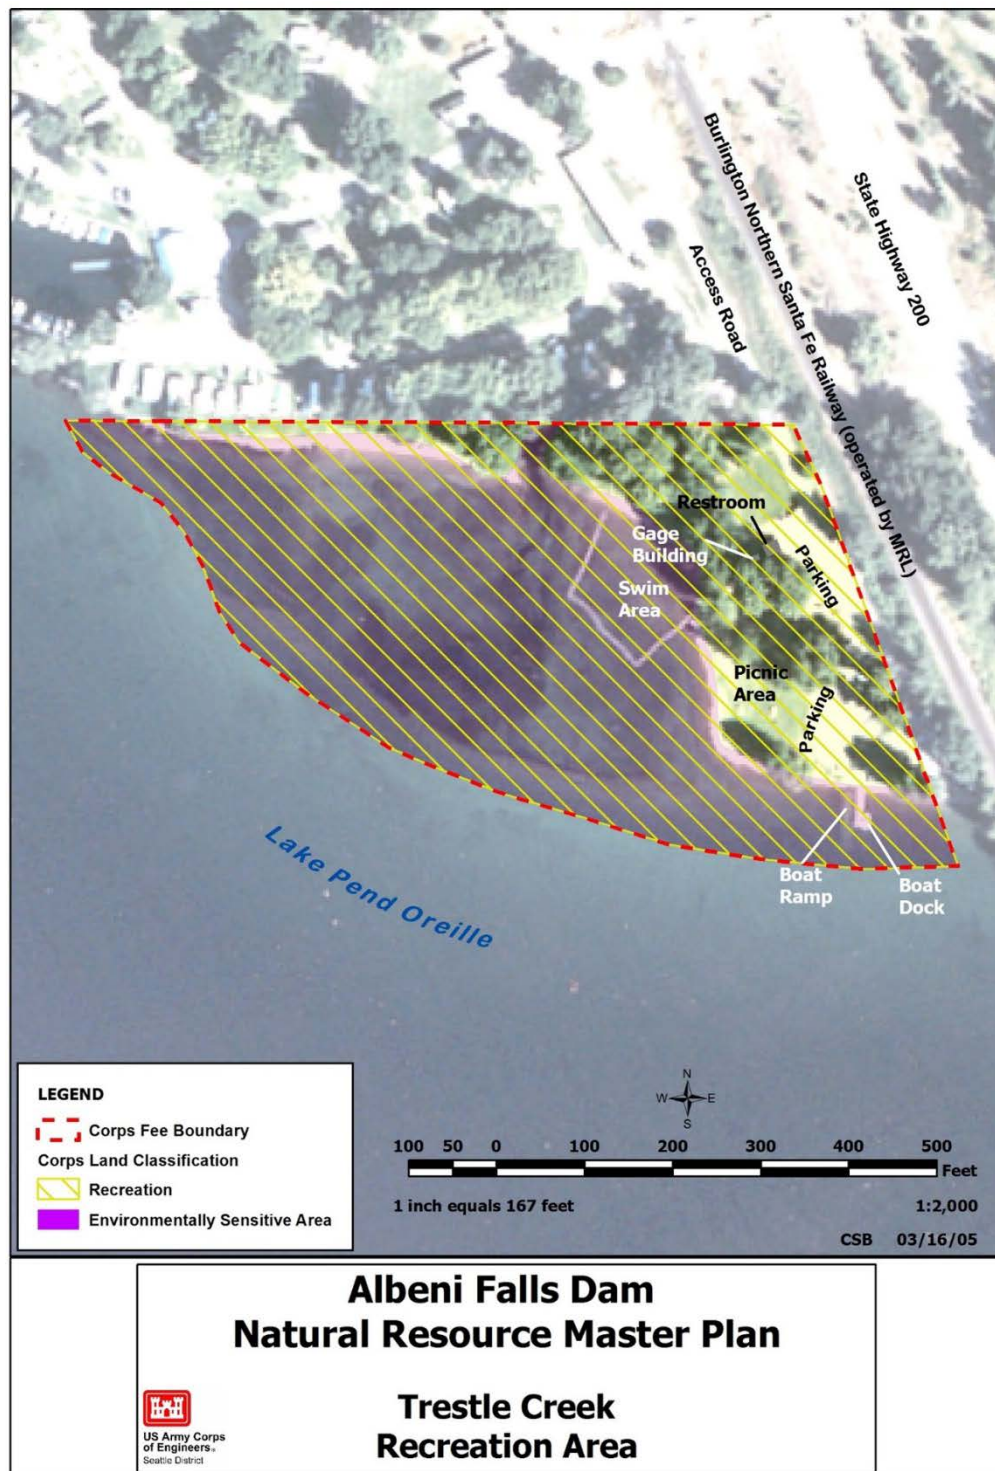 Burlington Northern Santa Fe Railway (operated by MRL)
State Highway 200
Access Road
Restroom
Gage
Building
Parking
Swim
Area
Picnic
Area
Parking
Boat
Ramp
Boat
Dock
Lake Pend Oreille
LEGEND
Corps Fee Boundary
Corps Land Classification
Recreation
Environmentally Sensitive Area
N
W E
S
100 50 0 100 200 300 400 500
Feet
1 inch equals 167 feet 1:2,000
CSB 03/16/05
Albeni Falls Dam
Natural Resource Master Plan
Trestle Creek
Recreation Area
US Army Corps
of Engineers®
Seattle District